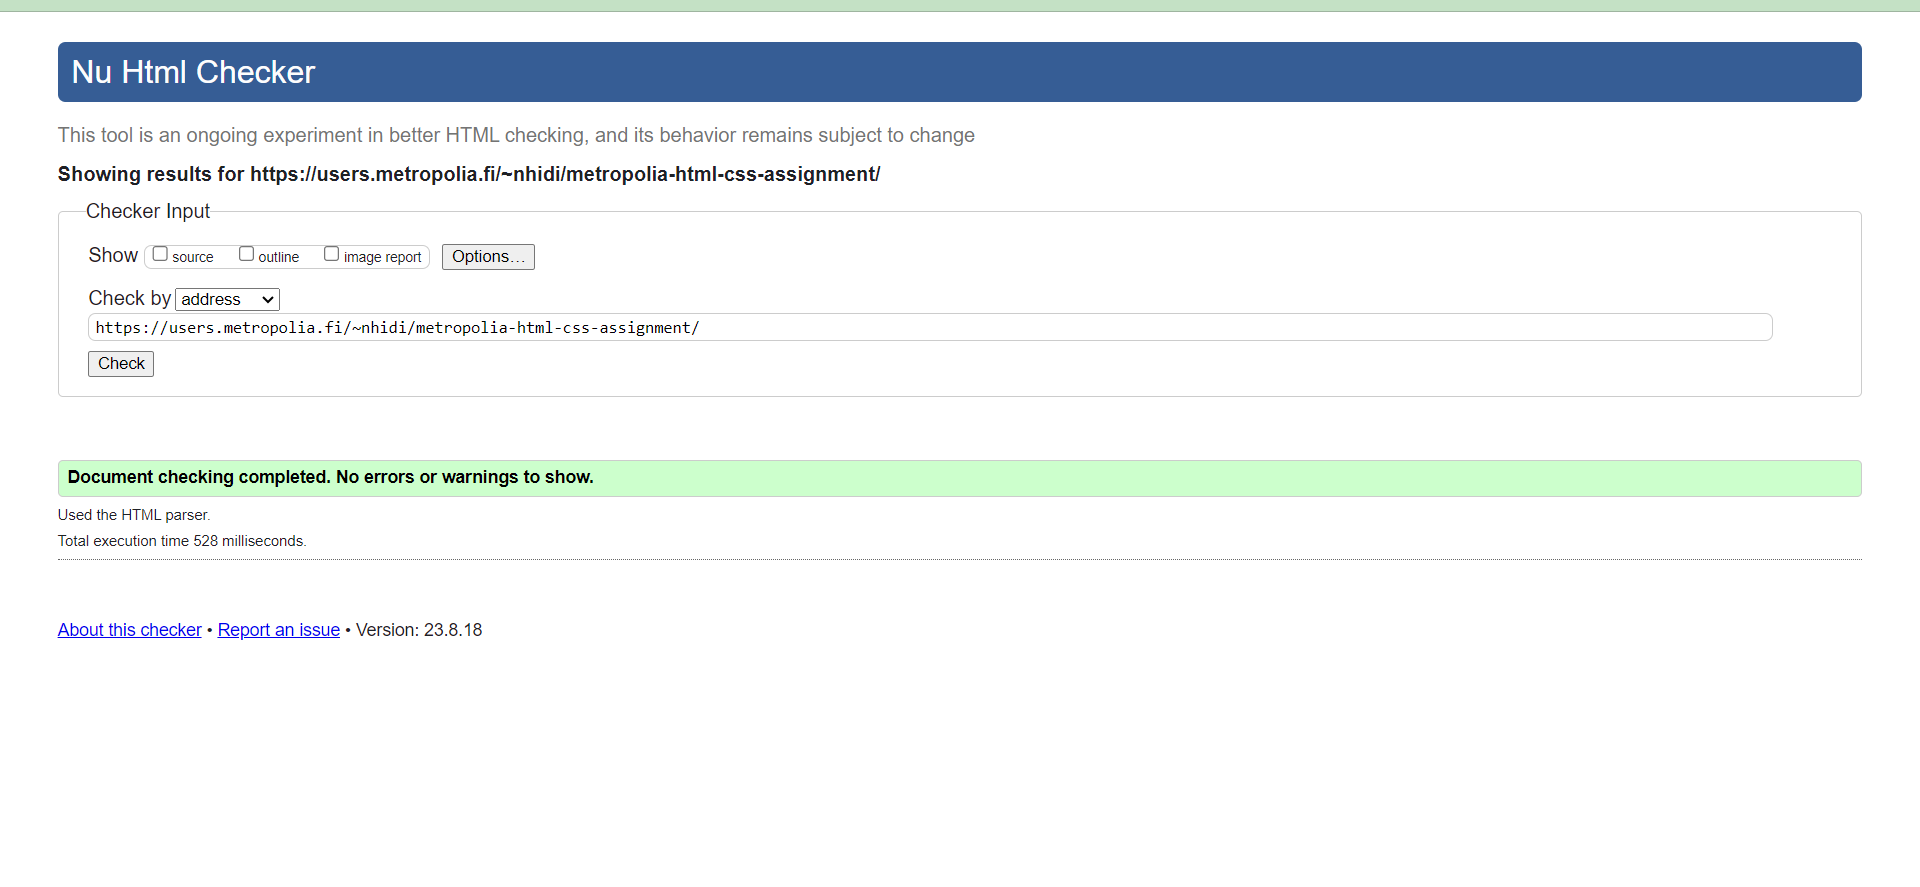 Nu Html Checker
This tool is an ongoing experiment in better HTML checking, and its behavior remains subject to change
Showing results for https://users.metropolia.fi/~nhidi/metropolia-html-css-assignment/
Checker Input
Show source outline image report Options...
Check by address
https://users.metropolia.fi/~nhidi/metropolia-html-css-assignment/
Check
Document checking completed. No errors or warnings to show.
Used the HTML parser.
Total execution time 528 milliseconds.
About this checker • Report an issue • Version: 23.8.18